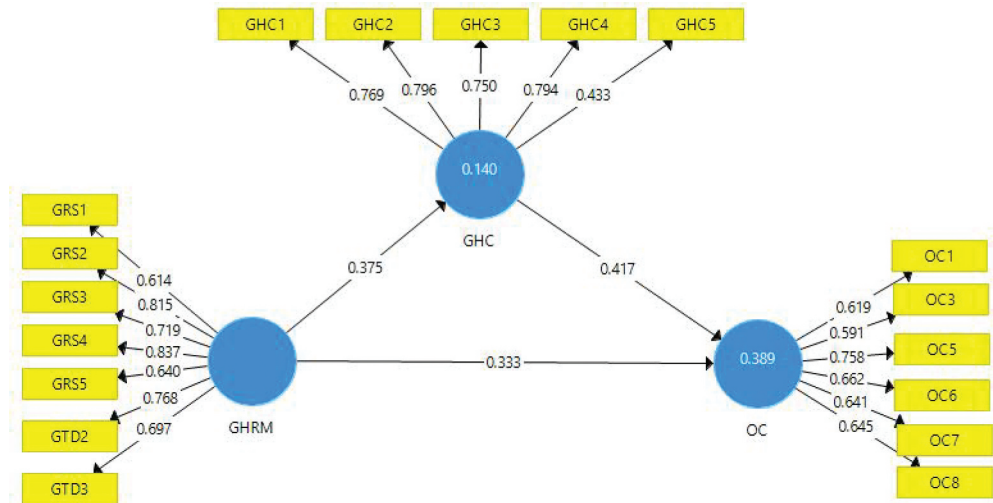 GHC1 GHC2 GHC3 GHC4 GHC5
0.769 0.796 0.750 0.794 0.433
0.140
GHC
GRS1
GRS2
GRS3
GRS4
GRS5
GTD2
GTD3
0.614
0.815
0.719
0.837
0.640
0.768
0.697
GHRM
0.375
0.417
0.333
0.389
OC
0.619
0.591
0.758
0.662
0.641
0.645
OC1
OC3
OC5
OC6
OC7
OC8